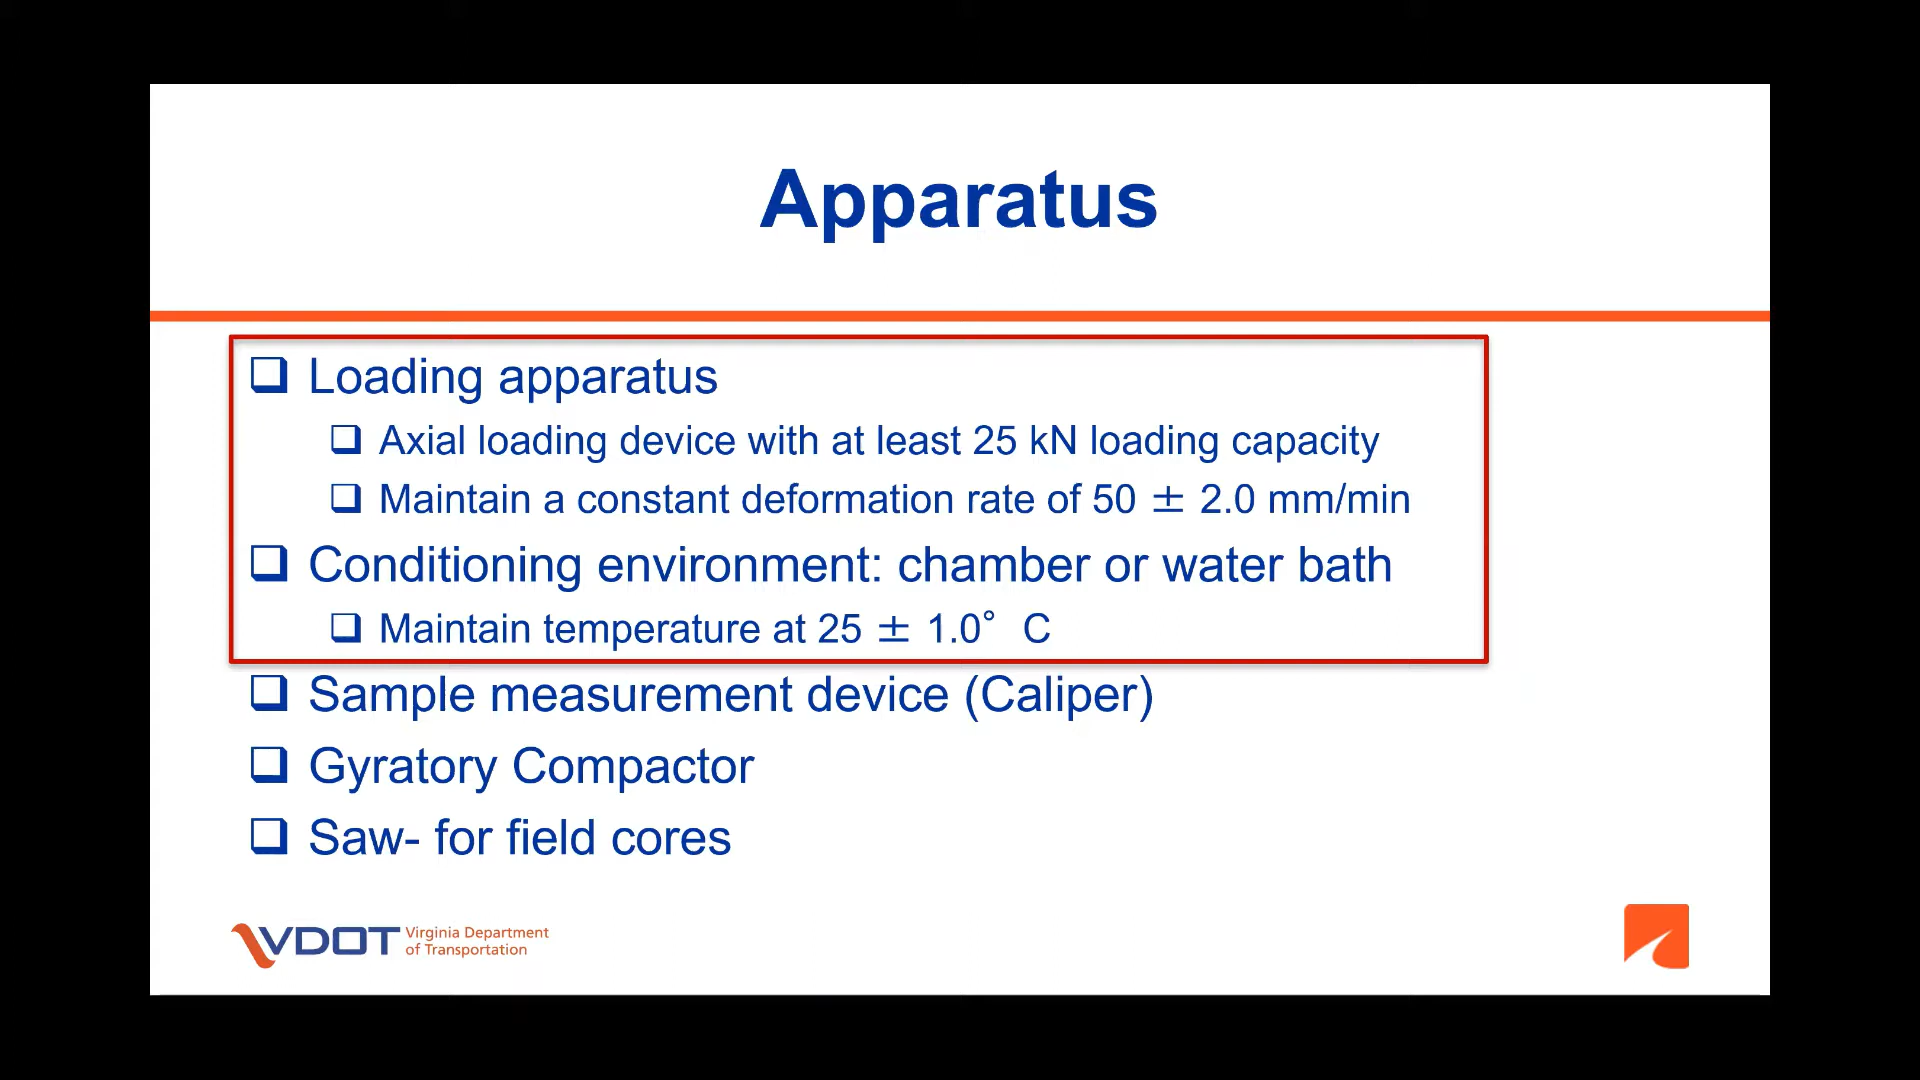 Apparatus
Loading apparatus
Axial loading device with at least 25 kN loading capacity
Maintain a constant deformation rate of 50 ± 2.0 mm/min
Conditioning environment: chamber or water bath
Maintain temperature at 25 ± 1.0° C
Sample measurement device (Caliper)
Gyratory Compactor
Saw- for field cores
VDOT Virginia Department
of Transportation